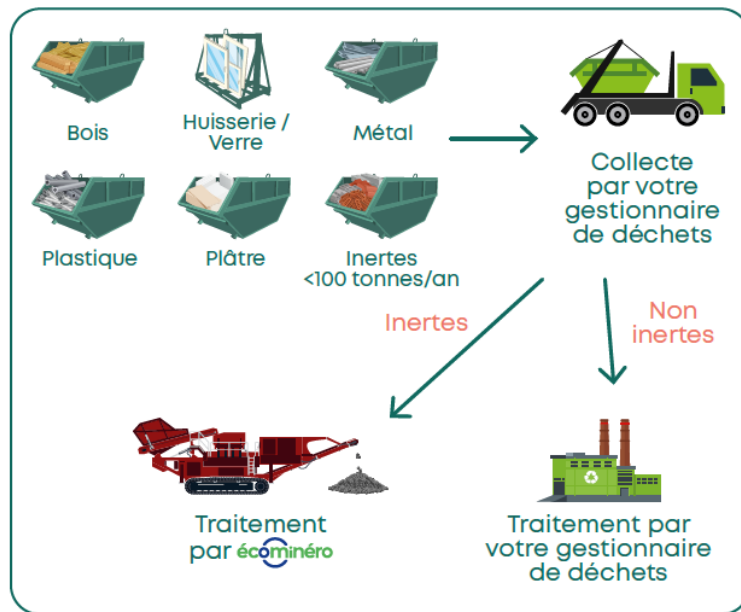 Bois
Huisserie /
Verre
Métal
Collecte
par votre
gestionnaire
de déchets
Plastique
Plâtre
Inertes
<100 tonnes/an
Inertes
Non
inertes
Traitement
par écominéro
Traitement par
votre gestionnaire
de déchets